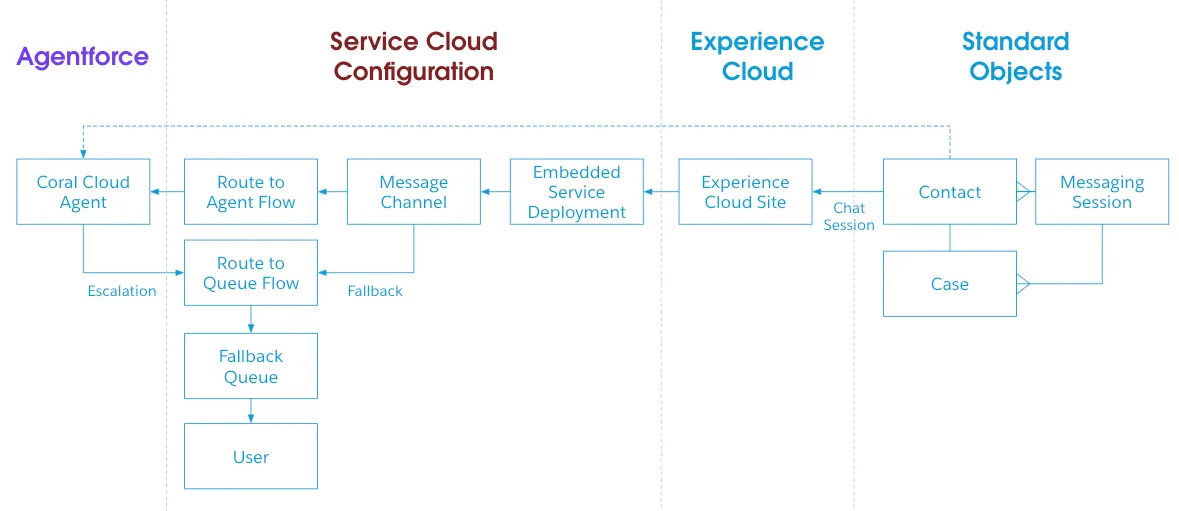 Agentforce
Service Cloud
Configuration
Experience
Cloud
Standard
Objects
Coral Cloud
Agent
Route to
Agent Flow
Message
Channel
Embedded
Service
Deployment
Experience
Cloud Site
Chat
Session
Contact
Messaging
Session
Escalation
Route to
Queue Flow
Fallback
Case
Fallback
Queue
User